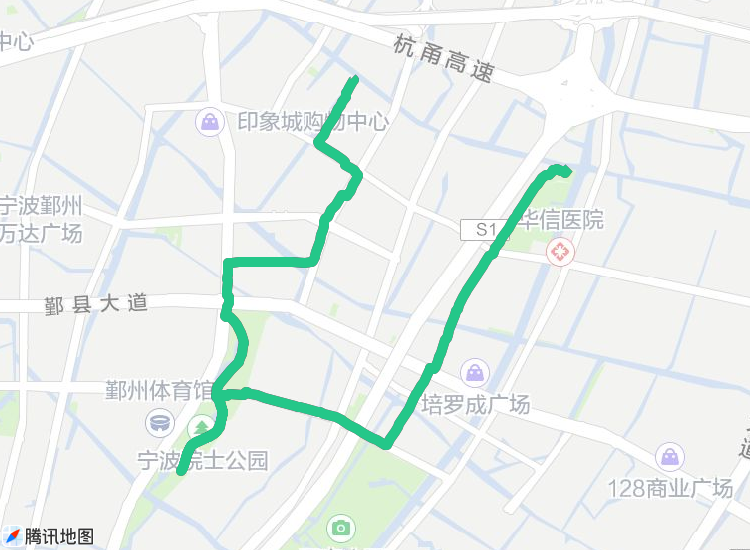 中心
杭甬高速
印象城购物中心
宁波鄞州
万达广场
S1
华信医院
鄞县大道
鄞州体育馆
培罗成广场
宁波院士公园
128商业广场
道
腾讯地图